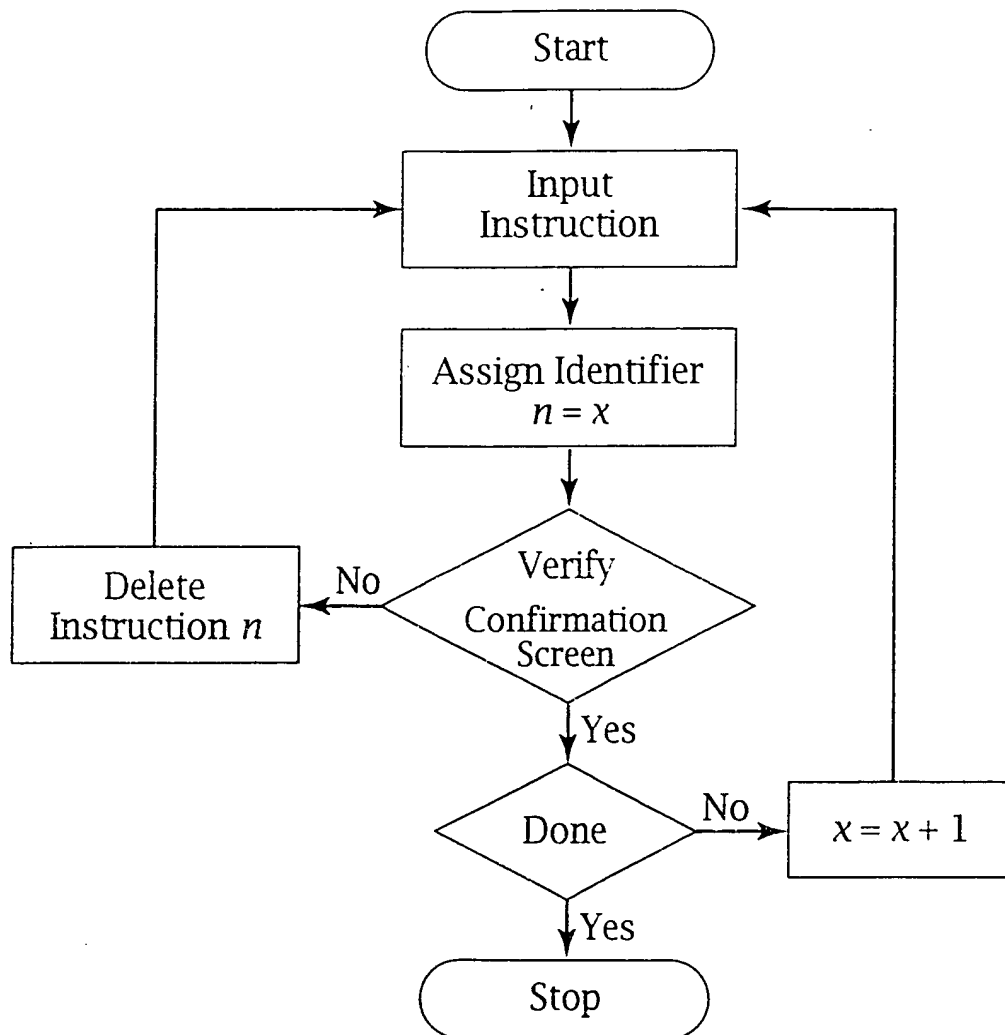 Start
Input
Instruction
Assign Identifier
n = x
Verify
Confirmation
Screen
No
Delete
Instruction n
Yes
Done
No
x = x + 1
Yes
Stop